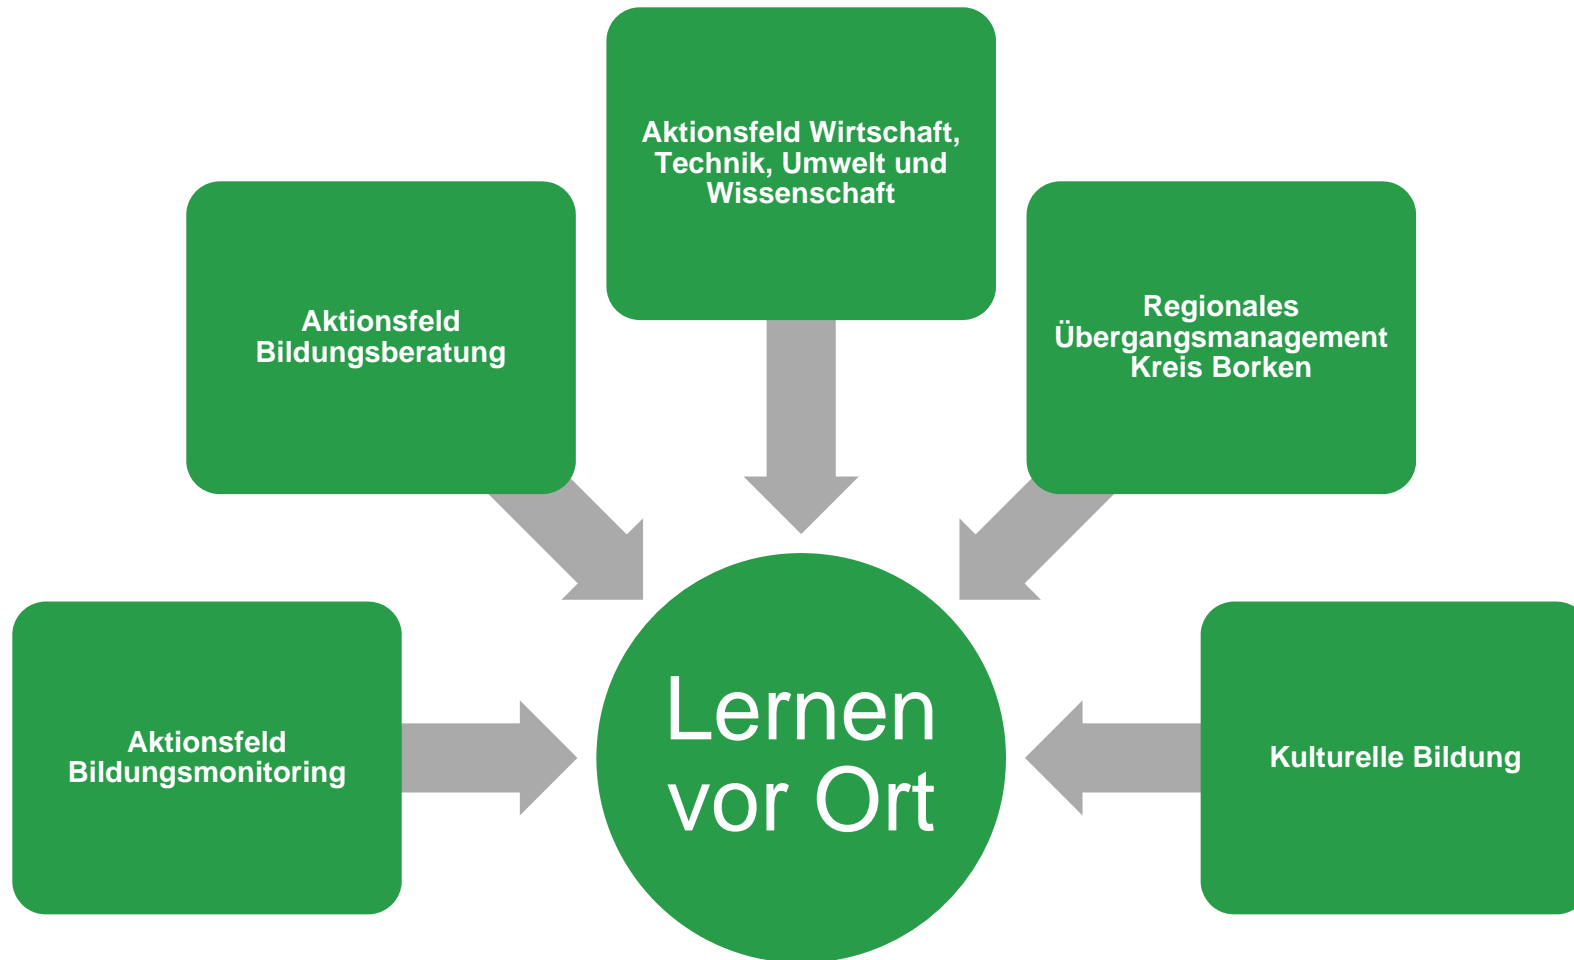 Aktionsfeld Wirtschaft,
Technik, Umwelt und
Wissenschaft
Aktionsfeld
Bildungsberatung
Regionales
Übergangsmanagement
Kreis Borken
Aktionsfeld
Bildungsmonitoring
Lernen
vor Ort
Kulturelle Bildung